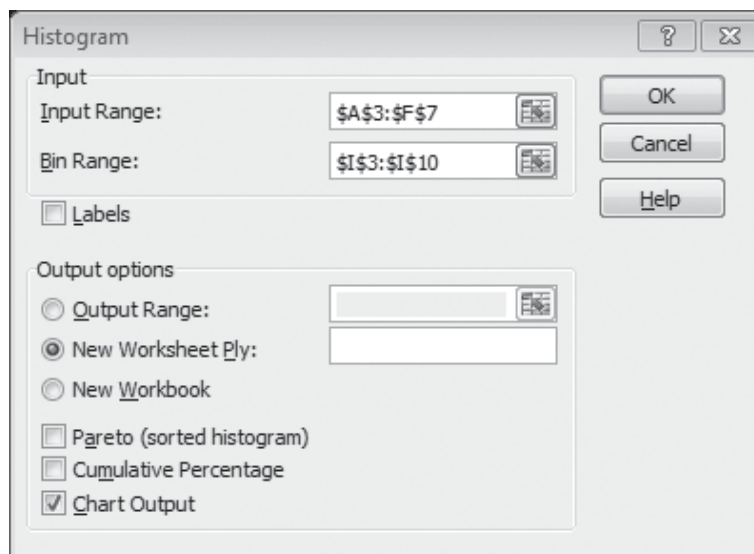 Histogram
Input
Input Range:
$A$3:$F$7
Bin Range:
$I$3:$I$10
Labels
OK
Cancel
Help
Output options
Output Range:
New Worksheet Ply:
New Workbook
Pareto (sorted histogram)
Cumulative Percentage
Chart Output